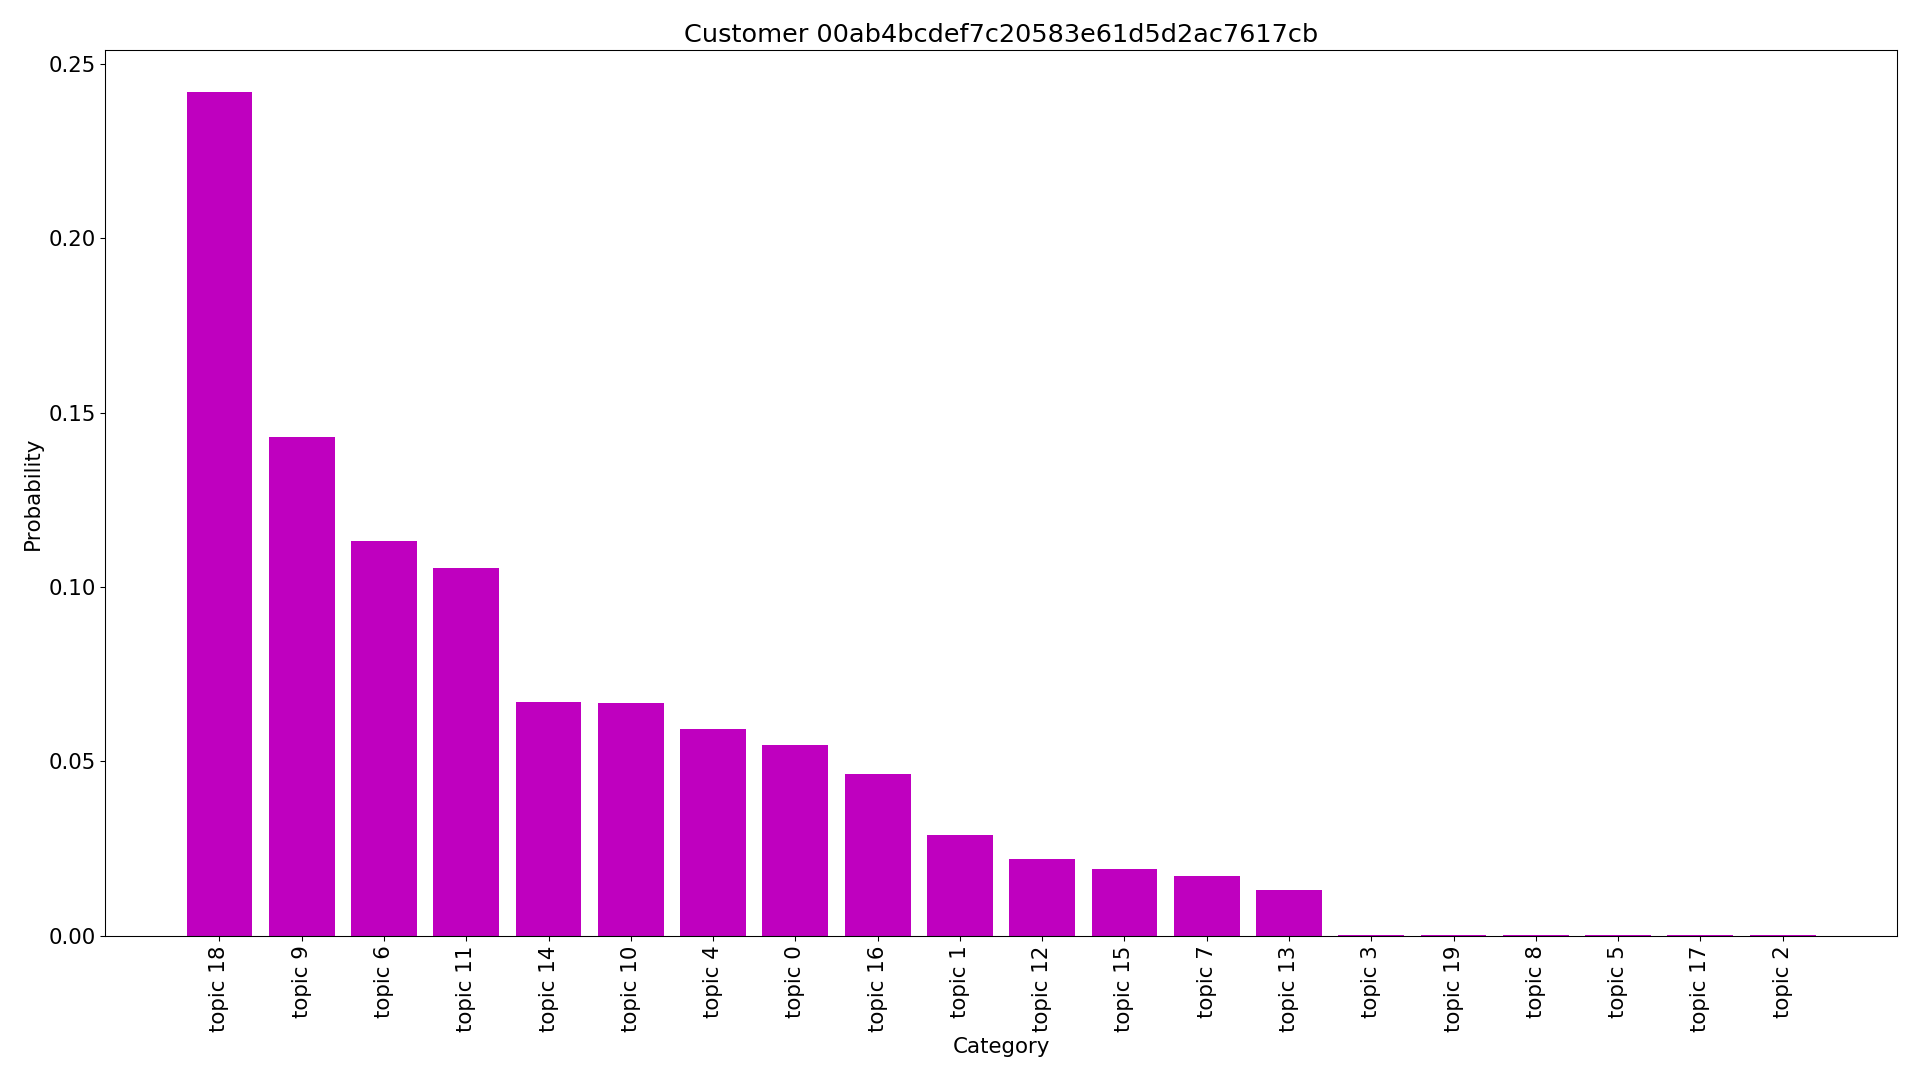 Customer 00ab4bcdef7c20583e61d5d2ac7617cb
0.25
0.20
0.15
0.10
0.05
0.00
Probability
topic 18
topic 9
topic 6
topic 11
topic 14
topic 10
topic 4
topic 0
topic 16
topic 1
topic 12
topic 15
topic 7
topic 13
topic 3
topic 19
topic 8
topic 5
topic 17
topic 2
Category